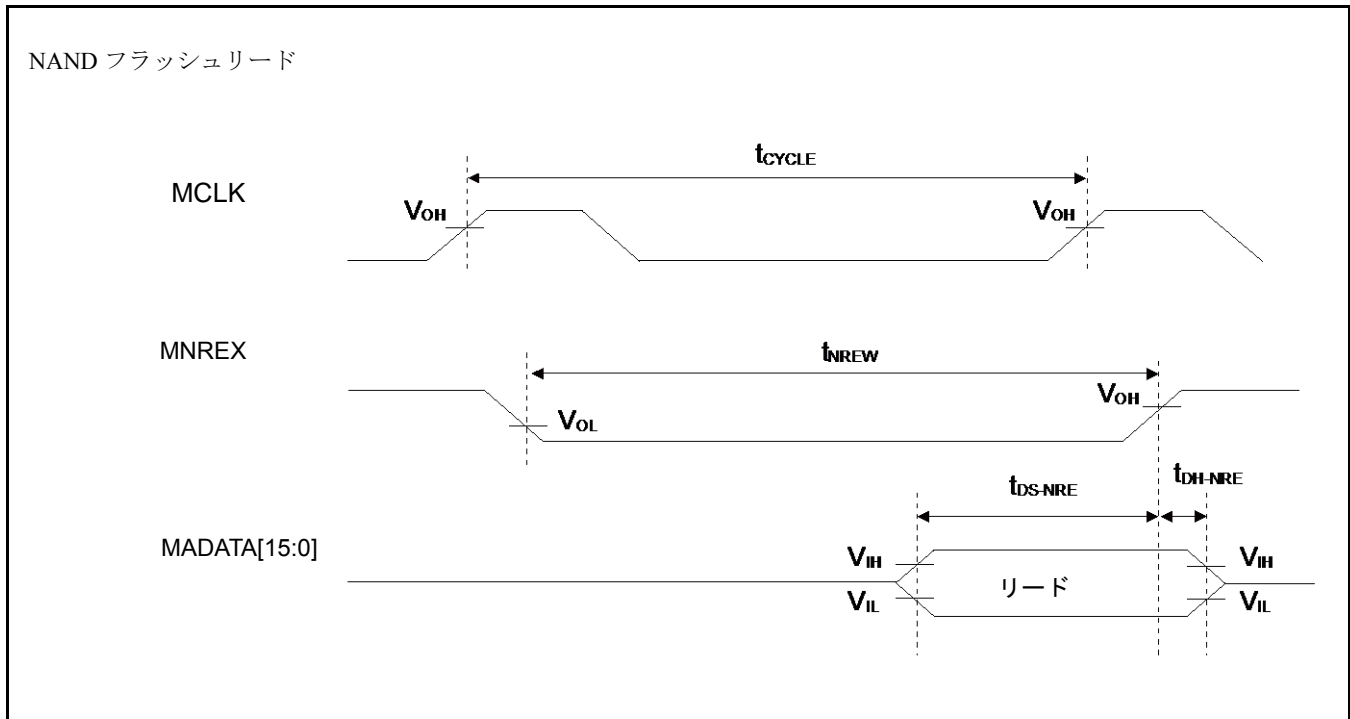 NAND フラッシュリード
tCYCLE
MCLK
VOH
VOH
MNREX
tNREW
VOH
VOL
tDS-NRE
tDH-NRE
MADATA[15:0]
VIH
VIH
リード
VIL
VIL